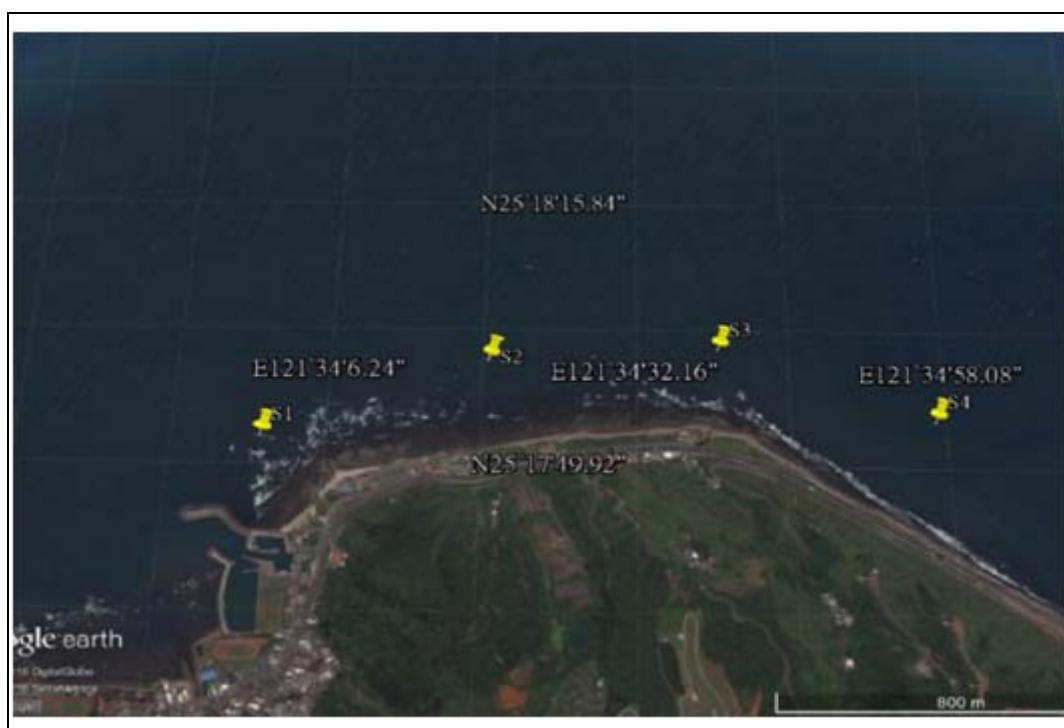 N25°18'15.84"
S3
S2
E121°34'6.24"
E121°34'32.16"
E121°34'58.08"
S1
S4
N25°17'49.92"
ogle earth
800 m